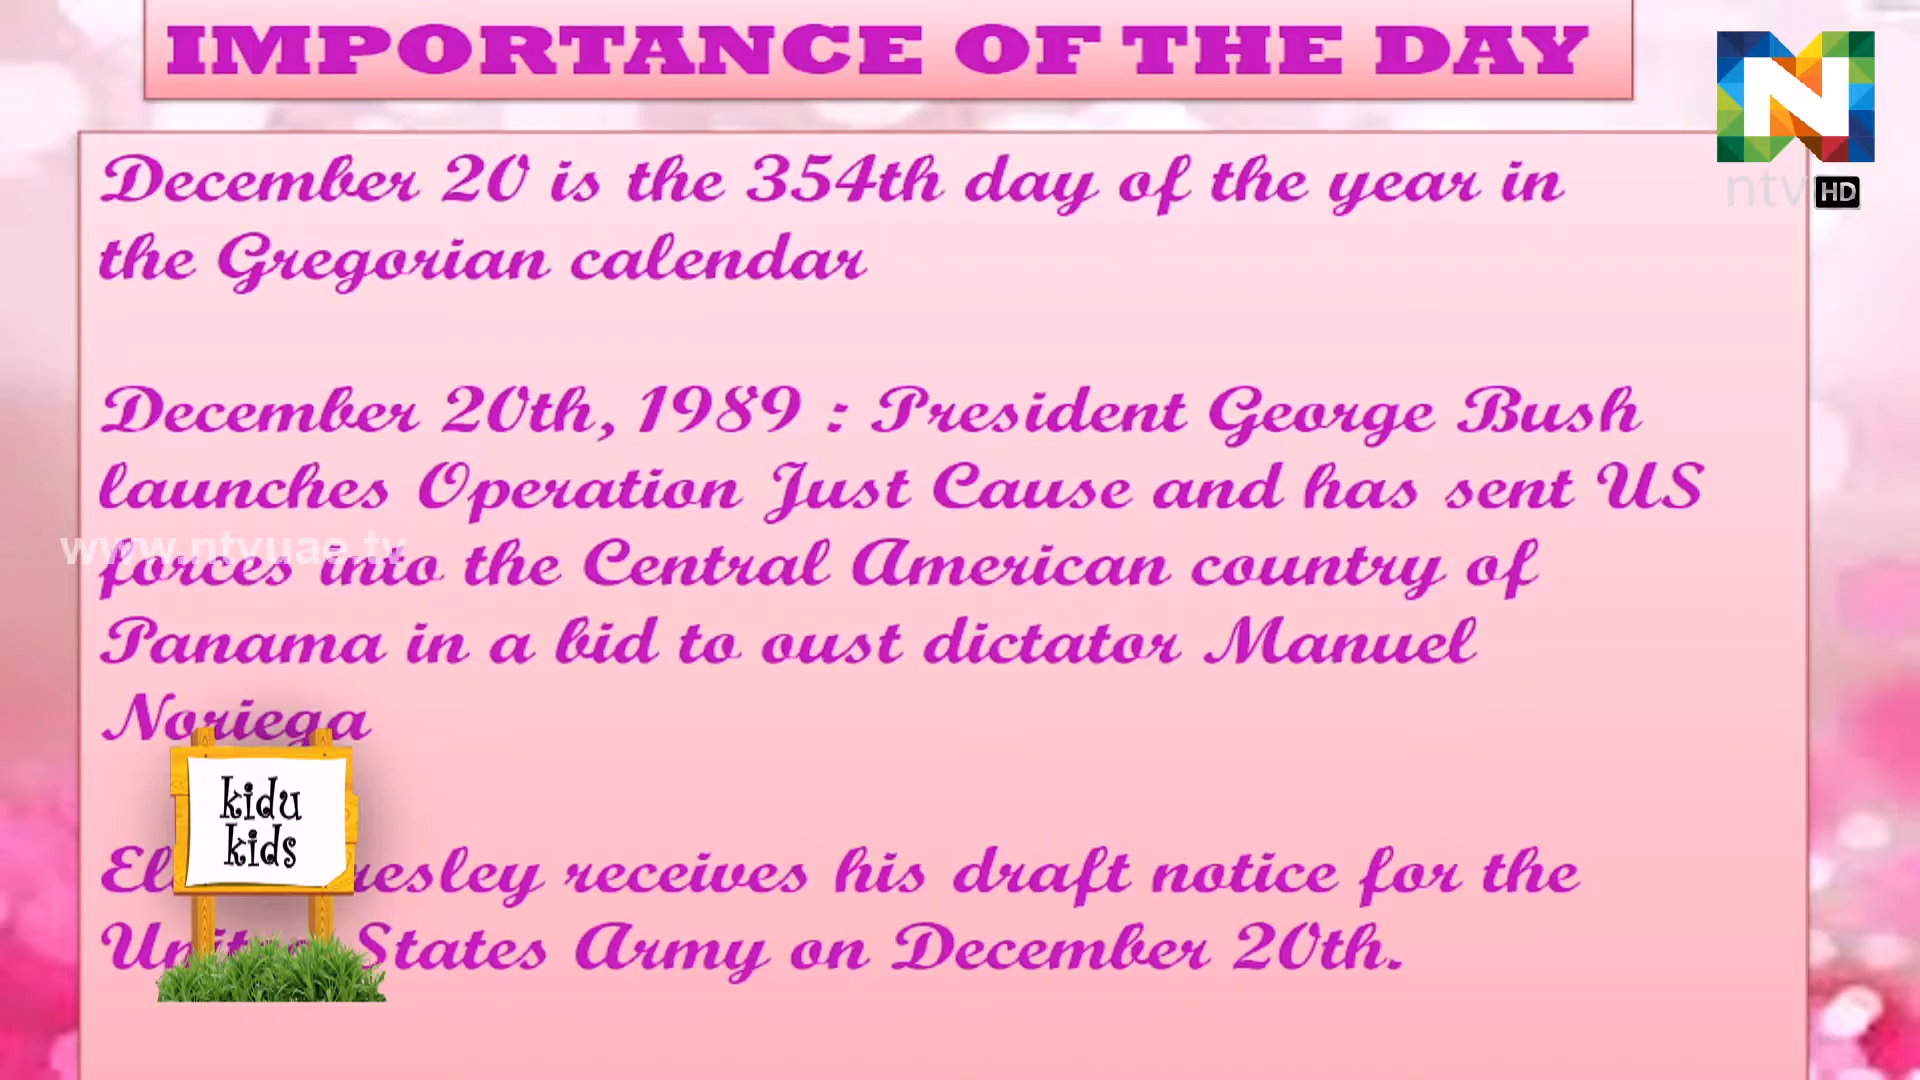 IMPORTANCE OF THE DAY
December 20 is the 354th day of the year in
the Gregorian calendar
December 20th, 1989 : President George Bush
launches Operation Just Cause and has sent US
www.ntvuae.tv
forces into the Central American country of
Panama in a bid to oust dictator Manuel
Noriega
kidu
kids
receives his draft notice for the
States Army on December 20th.
N
ntv HD